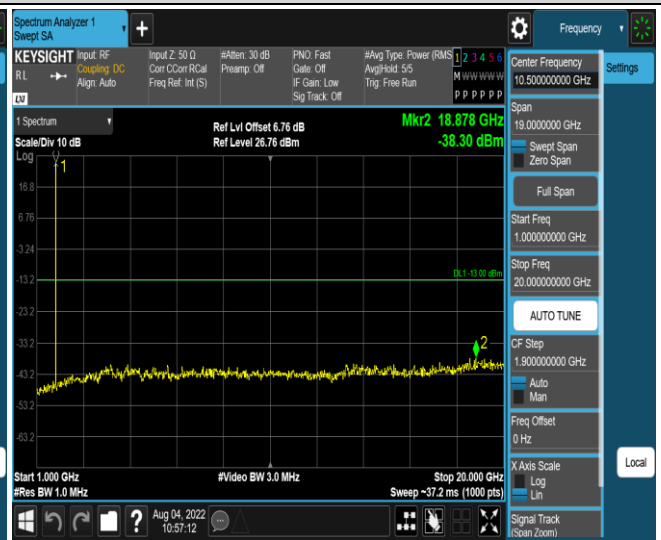 Spectrum Analyzer 1
Swept SA
Frequency
KEYSIGHT
RL
LXI
Input: RF
Coupling: DC
Align: Auto
Input Z: 50 Ω
Corr CCorr RCal
Freq Ref: Int (S)
#Atten: 30 dB
Preamp: Off
PNO: Fast
Gate: Off
IF Gain: Low
Sig Track: Off
#Avg Type: Power (RMS
Avg|Hold: 5/5
Trig: Free Run
1 2 3 4 5 6
M W W W W W
P P P P P P
1 Spectrum
Scale/Div 10 dB
Log
Ref Lvl Offset 6.76 dB
Ref Level 26.76 dBm
Mkr2 18.878 GHz
-38.30 dBm
1
16.8
6.76
-3.24
-13.2
DL1 -13.00 dBm
-23.2
-33.2
2
-43.2
-53.2
-63.2
Start 1.000 GHz
#Res BW 1.0 MHz
#Video BW 3.0 MHz
Stop 20.000 GHz
Sweep ~37.2 ms (1000 pts)
Aug 04, 2022
10:57:12
Center Frequency
10.500000000 GHz
Settings
Span
19.0000000 GHz
Swept Span
Zero Span
Full Span
Start Freq
1.000000000 GHz
Stop Freq
20.000000000 GHz
AUTO TUNE
CF Step
1.900000000 GHz
Auto
Man
Freq Offset
0 Hz
X Axis Scale
Log
Lin
Local
Signal Track
(Span Zoom)